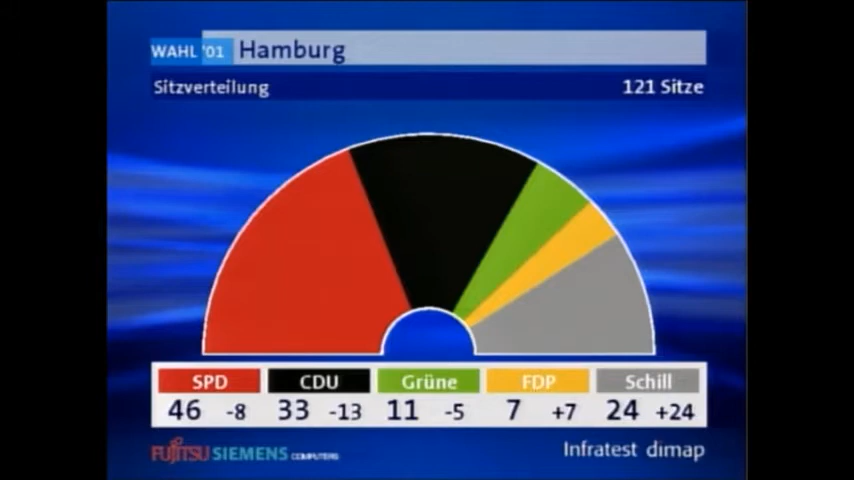 WAHL '01 Hamburg
Sitzverteilung 121 Sitze
SPD CDU Grüne FDP Schill
46 -8 33 -13 11 -5 7 +7 24 +24
FUJITSU SIEMENS COMPUTERS Infratest dimap